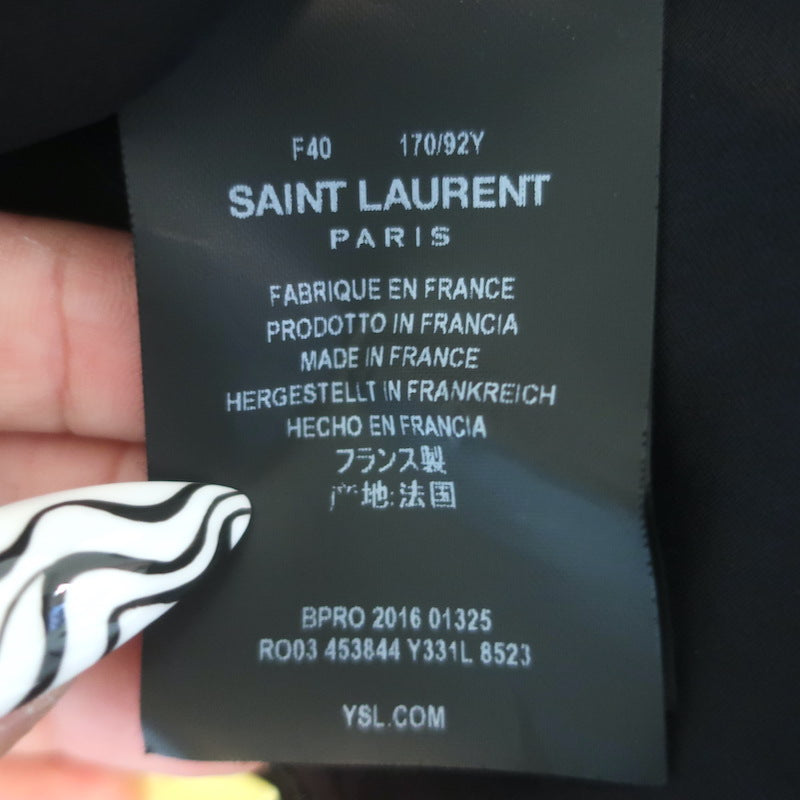 F40 170/92Y
SAINT LAURENT
PARIS
FABRIQUE EN FRANCE
PRODOTTO IN FRANCIA
MADE IN FRANCE
HERGESTELLT IN FRANKREICH
HECHO EN FRANCIA
フランス製
产地:法国
BPRO 2016 01325
RO03 453844 Y331L 8523
YSL.COM